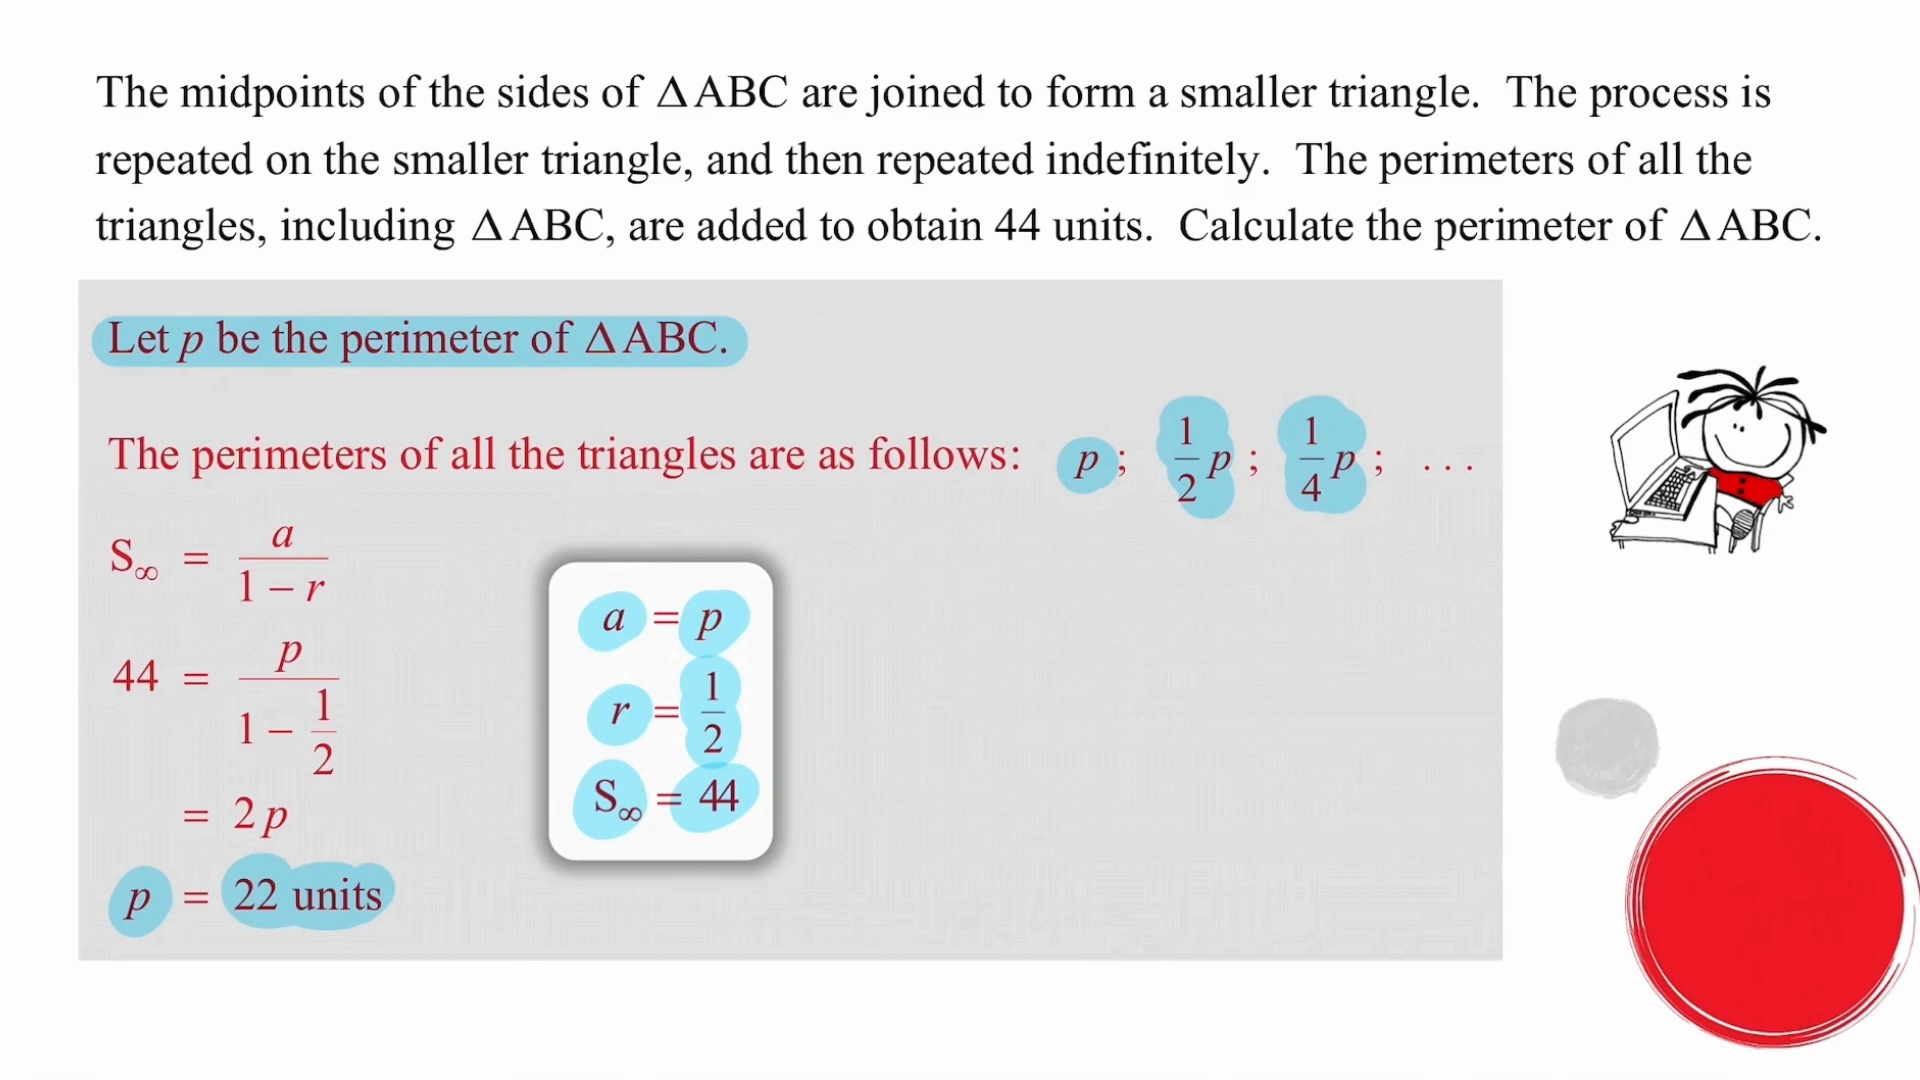 The midpoints of the sides of ΔABC are joined to form a smaller triangle. The process is
repeated on the smaller triangle, and then repeated indefinitely. The perimeters of all the
triangles, including ΔABC, are added to obtain 44 units. Calculate the perimeter of ΔABC.
Let p be the perimeter of ΔABC.
The perimeters of all the triangles are as follows: p; 1/2 p; 1/4 p; ...
S∞ = a/(1 – r)
44 = p/(1 – 1/2)
= 2p
p = 22 units
a = p
r = 1/2
S∞ = 44